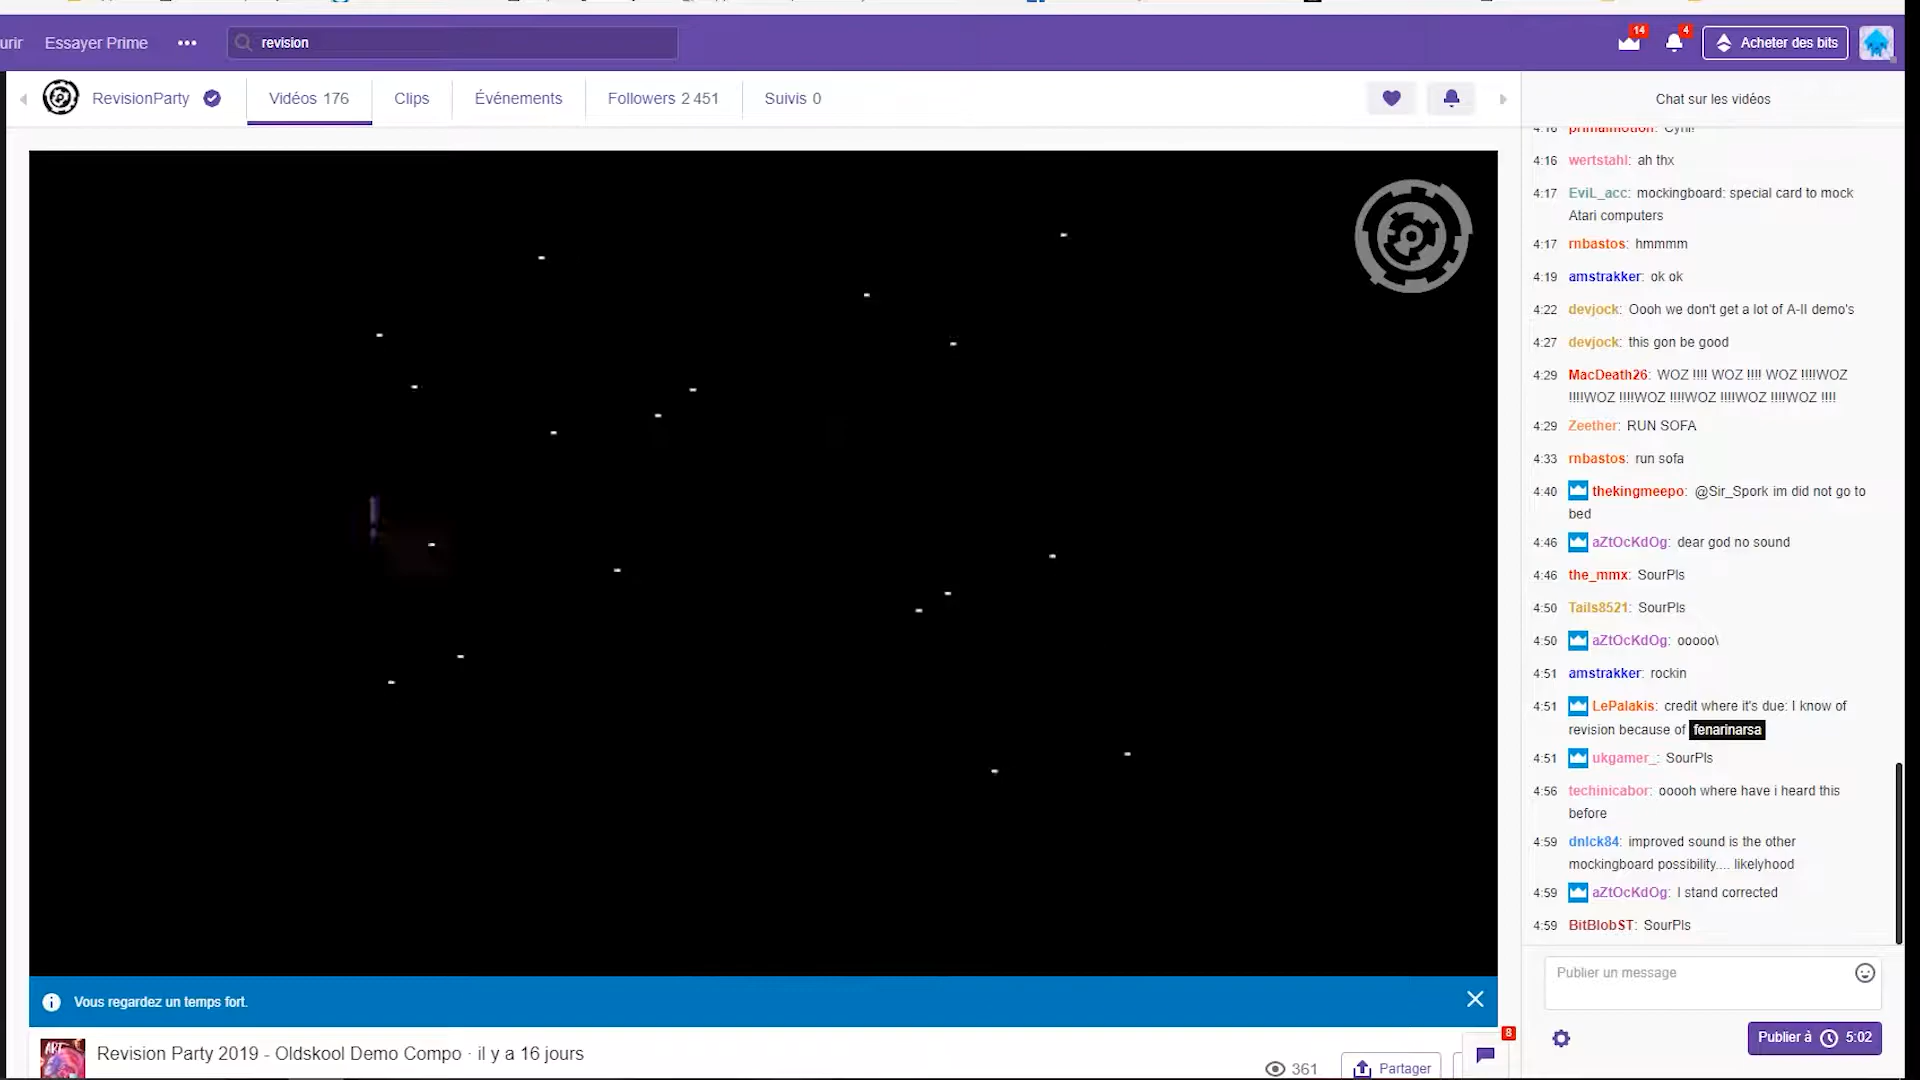 urir Essayer Prime ••• revision 14 4 Acheter des bits
RevisionParty Vidéos 176 Clips Événements Followers 2 451 Suivis 0
Chat sur les vidéos
4:16 primalmotion: Cyril!
4:16 wertstahl: ah thx
4:17 EviL_acc: mockingboard: special card to mock
Atari computers
4:17 rnbastos: hmmmm
4:19 amstrakker: ok ok
4:22 devjock: Oooh we don't get a lot of A-II demo's
4:27 devjock: this gon be good
4:29 MacDeath26: WOZ !!!! WOZ !!!! WOZ !!!!WOZ
!!!!WOZ !!!!WOZ !!!!WOZ !!!!WOZ !!!!WOZ !!!!
4:29 Zeether: RUN SOFA
4:33 rnbastos: run sofa
4:40 thekingmeepo: @Sir_Spork im did not go to
bed
4:46 aZtOcKdOg: dear god no sound
4:46 the_mmx: SourPls
4:50 Tails8521: SourPls
4:50 aZtOcKdOg: ooooo\
4:51 amstrakker: rockin
4:51 LePalakis: credit where it's due: I know of
revision because of fenarinarsa
4:51 ukgamer_: SourPls
4:56 techinicabor: ooooh where have i heard this
before
4:59 dnlck84: improved sound is the other
mockingboard possibility.... likelyhood
4:59 aZtOcKdOg: I stand corrected
4:59 BitBlobST: SourPls
Publier un message
Publier à 5:02
Vous regardez un temps fort.
ART
Revision Party 2019 - Oldskool Demo Compo · il y a 16 jours
361 Partager 8